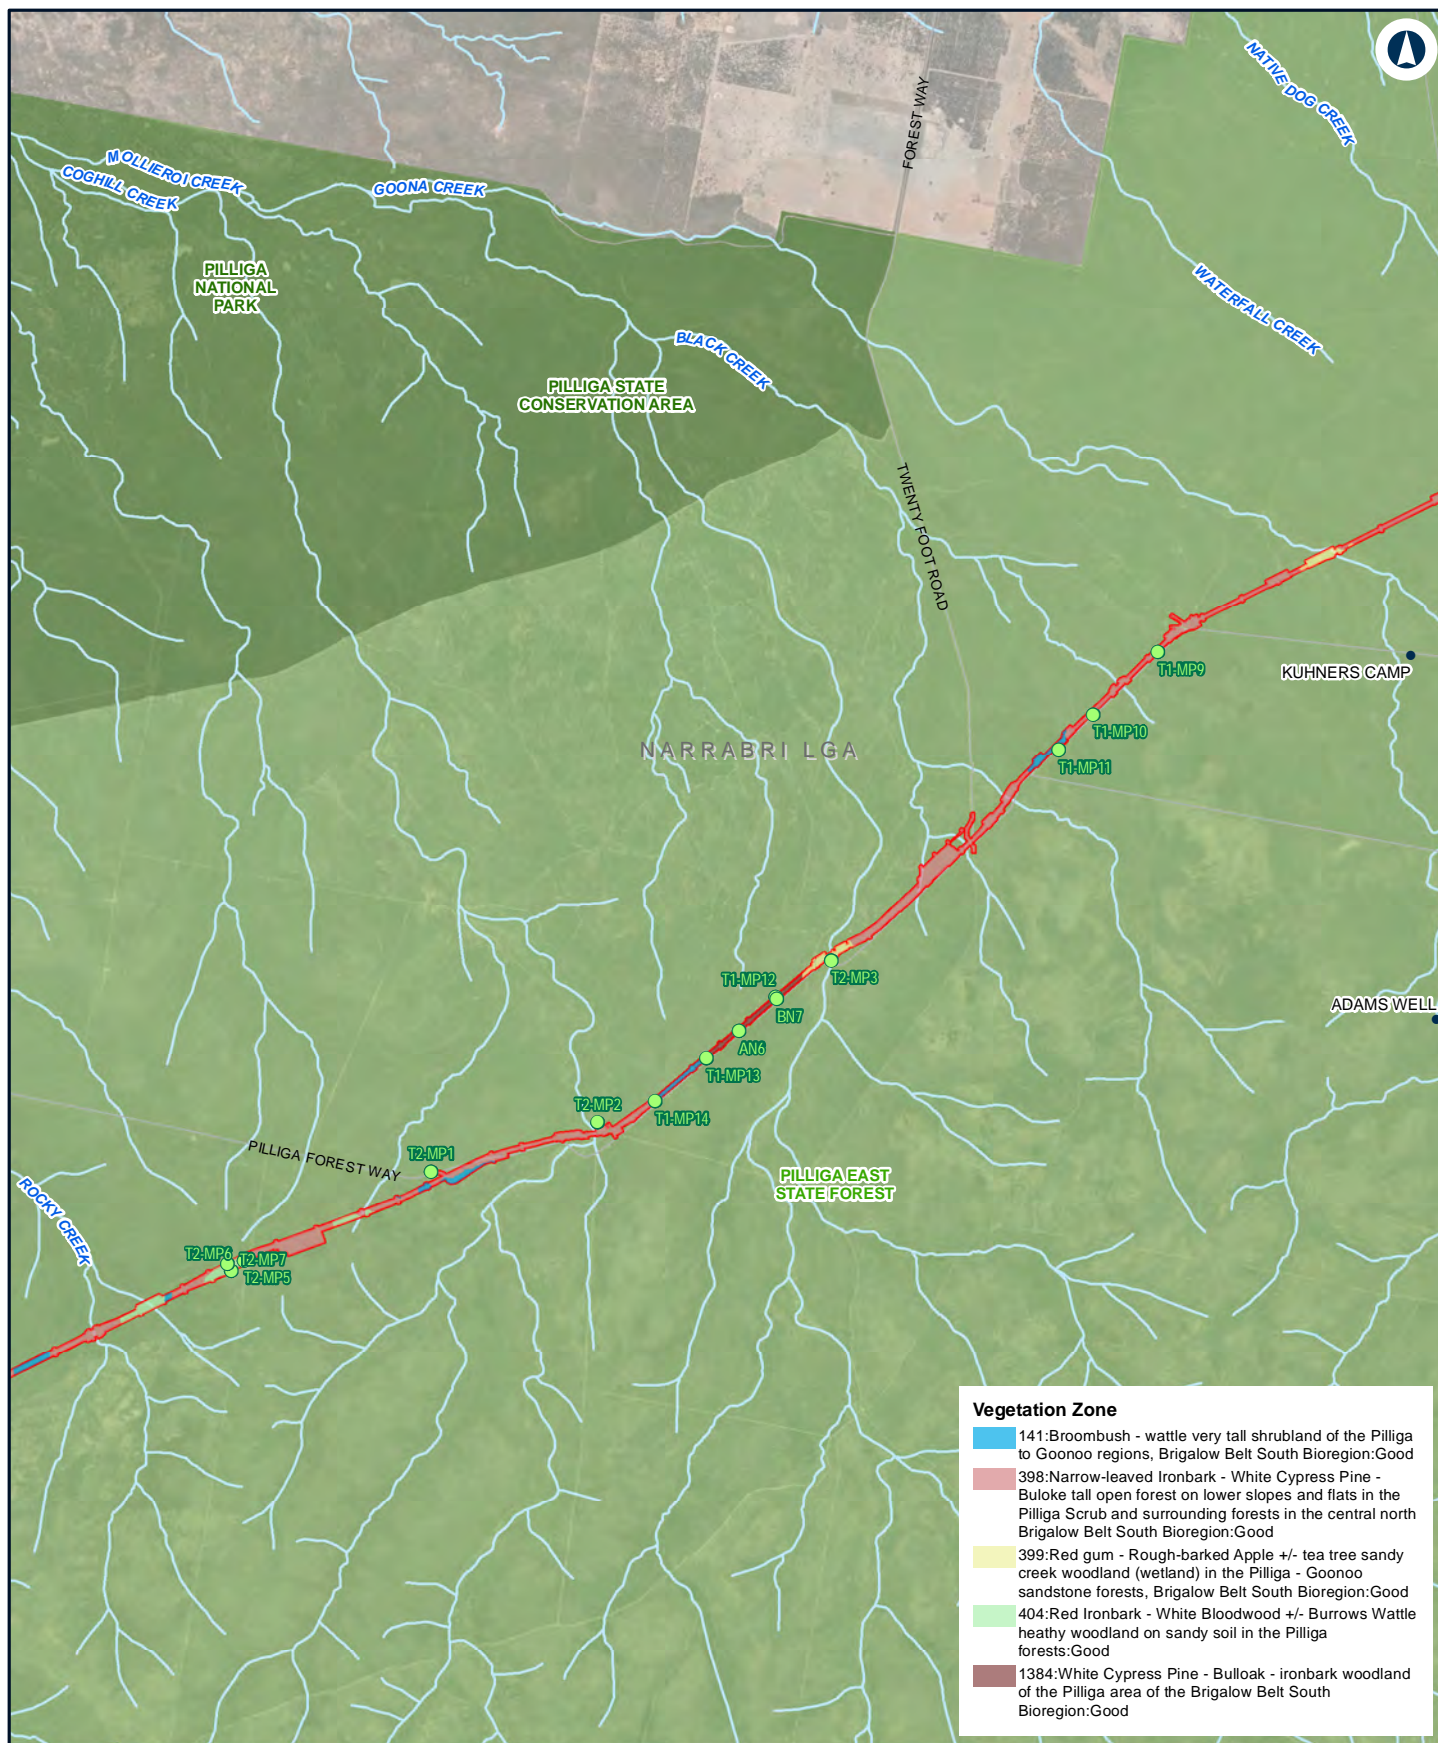 NATIVE DOG CREEK
FOREST WAY
MOLLIEROI CREEK
COGHILL CREEK
GOONA CREEK
PILLIGA
NATIONAL
PARK
WATERFALL CREEK
BLACK CREEK
PILLIGA STATE
CONSERVATION AREA
TWENTY FOOT ROAD
T1-MP9
KUHNERS CAMP
T1-MP10
NARRABRI LGA
T1-MP11
T1-MP12
T2-MP3
BN7
ADAMS WELL
AN6
T1-MP13
T2-MP2
T1-MP14
PILLIGA FOREST WAY
T2-MP1
PILLIGA EAST
STATE FOREST
ROCKY CREEK
T2-MP6
T2-MP7
T2-MP5
Vegetation Zone
141:Broombush - wattle very tall shrubland of the Pilliga
to Goonoo regions, Brigalow Belt South Bioregion:Good
398:Narrow-leaved Ironbark - White Cypress Pine -
Buloke tall open forest on lower slopes and flats in the
Pilliga Scrub and surrounding forests in the central north
Brigalow Belt South Bioregion:Good
399:Red gum - Rough-barked Apple +/- tea tree sandy
creek woodland (wetland) in the Pilliga - Goonoo
sandstone forests, Brigalow Belt South Bioregion:Good
404:Red Ironbark - White Bloodwood +/- Burrows Wattle
heathy woodland on sandy soil in the Pilliga
forests:Good
1384:White Cypress Pine - Bulloak - ironbark woodland
of the Pilliga area of the Brigalow Belt South
Bioregion:Good